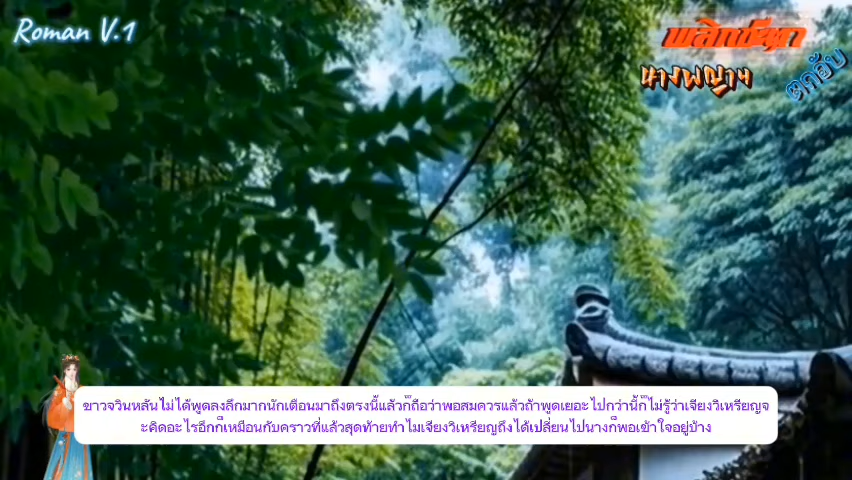 Roman V.1
พลิกชะตา
นางพญาฯ
ตกอับ
ขาวจวินหลันไม่ได้พูดลงลึกมากนักเตือนมาถึงตรงนี้แล้วก็ถือว่าพอสมควรแล้วถ้าพูดเยอะไปกว่านี้ก็ไม่รู้ว่าเจียงวิเหรียญจ
ะคิดอะไรอีกก็เหมือนกับคราวที่แล้วสุดท้ายทำไมเจียงวิเหรียญถึงได้เปลี่ยนไปนางก็พอเข้าใจอยู่บ้าง